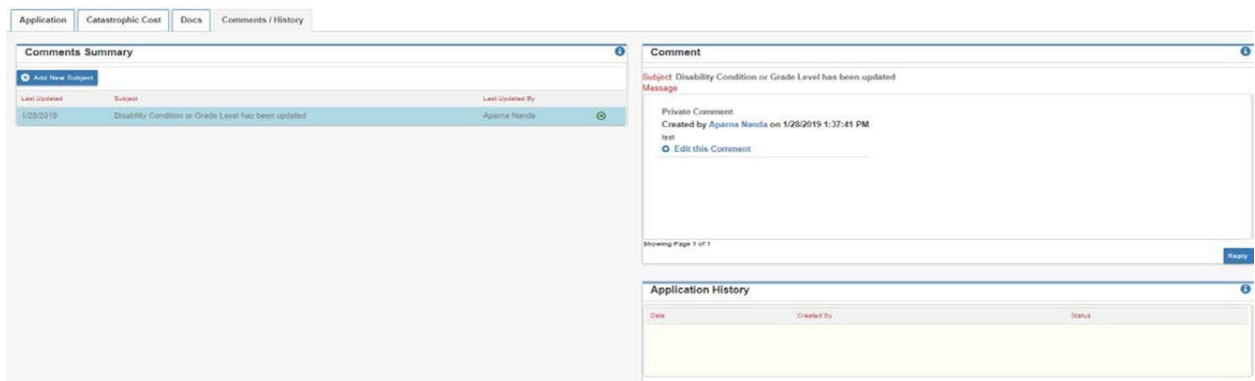 Application Catastrophic Cost Docs Comments / History
Comments Summary
Add New Subject
Last Updated Subject Last Updated By
1/28/2019 Disability Condition or Grade Level has been updated Aparna Nanda
Comment
Subject Disability Condition or Grade Level has been updated
Message
Private Comment
Created by Aparna Nanda on 1/28/2019 1:37:41 PM
test
Edit this Comment
Showing Page 1 of 1
Reply
Application History
Date Created By Status